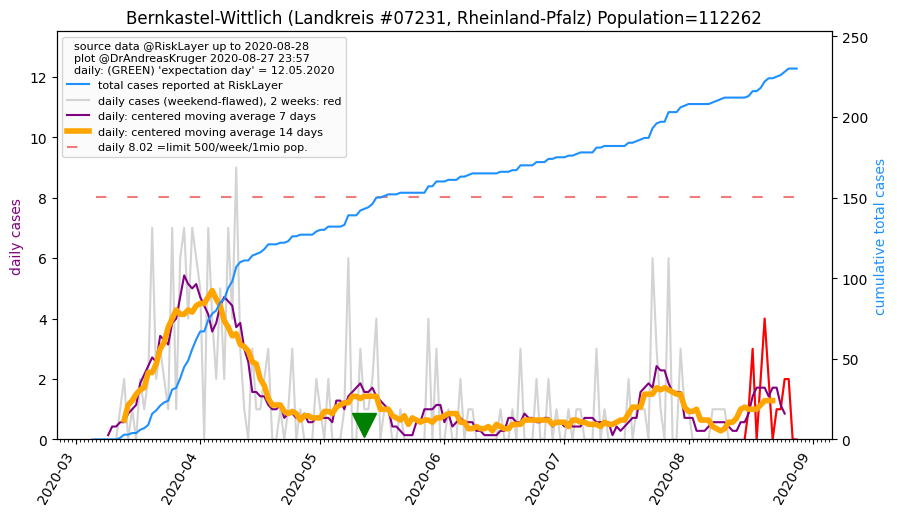 Bernkastel-Wittlich (Landkreis #07231, Rheinland-Pfalz) Population=112262
source data @RiskLayer up to 2020-08-28
plot @DrAndreasKruger 2020-08-27 23:57
daily: (GREEN) 'expectation day' = 12.05.2020
total cases reported at RiskLayer
daily cases (weekend-flawed), 2 weeks: red
daily: centered moving average 7 days
daily: centered moving average 14 days
daily 8.02 =limit 500/week/1mio pop.
daily cases
12
10
8
6
4
2
0
250
200
150
100
50
0
cumulative total cases
2020-03
2020-04
2020-05
2020-06
2020-07
2020-08
2020-09